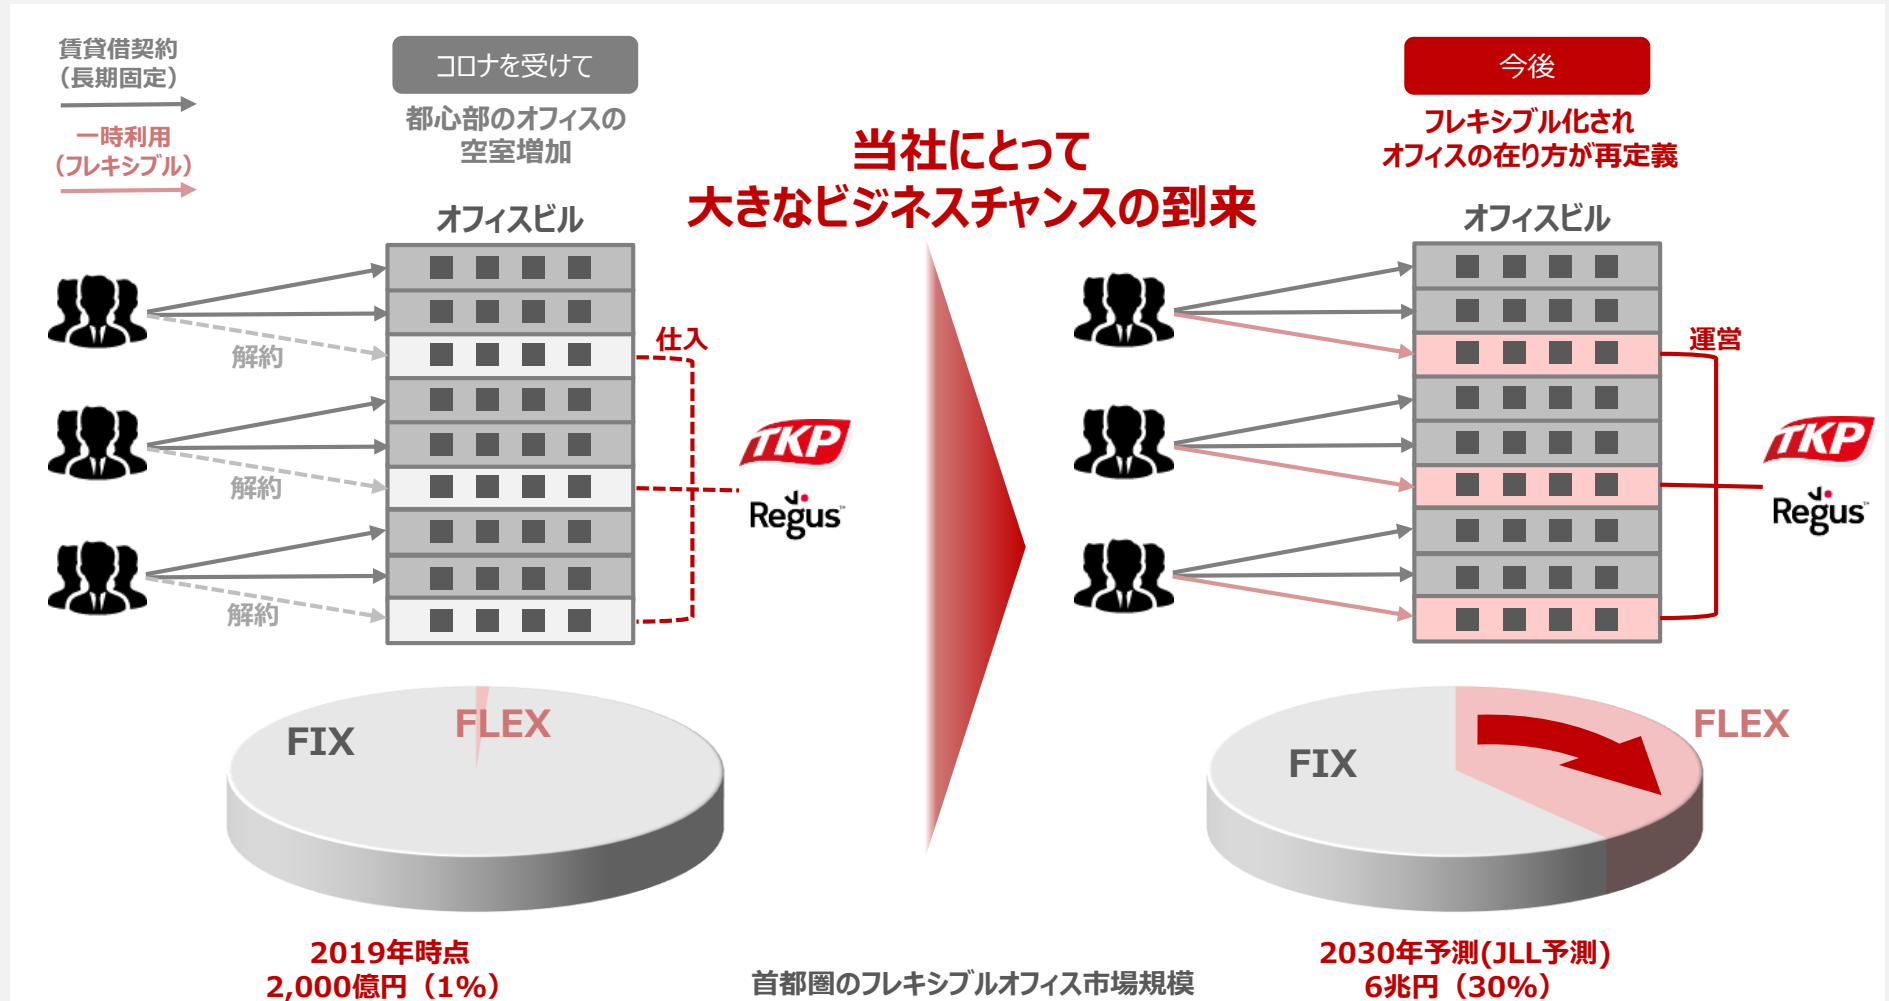 賃貸借契約
（長期固定）
一時利用
（フレキシブル）
コロナを受けて
都心部のオフィスの
空室増加
オフィスビル
解約
解約
解約
仕入
TKP
Regus™
当社にとって
大きなビジネスチャンスの到来
今後
フレキシブル化され
オフィスの在り方が再定義
オフィスビル
運営
TKP
Regus™
FIX
FLEX
FIX
FLEX
2019年時点
2,000億円（1%）
首都圏のフレキシブルオフィス市場規模
2030年予測(JLL予測)
6兆円（30%）